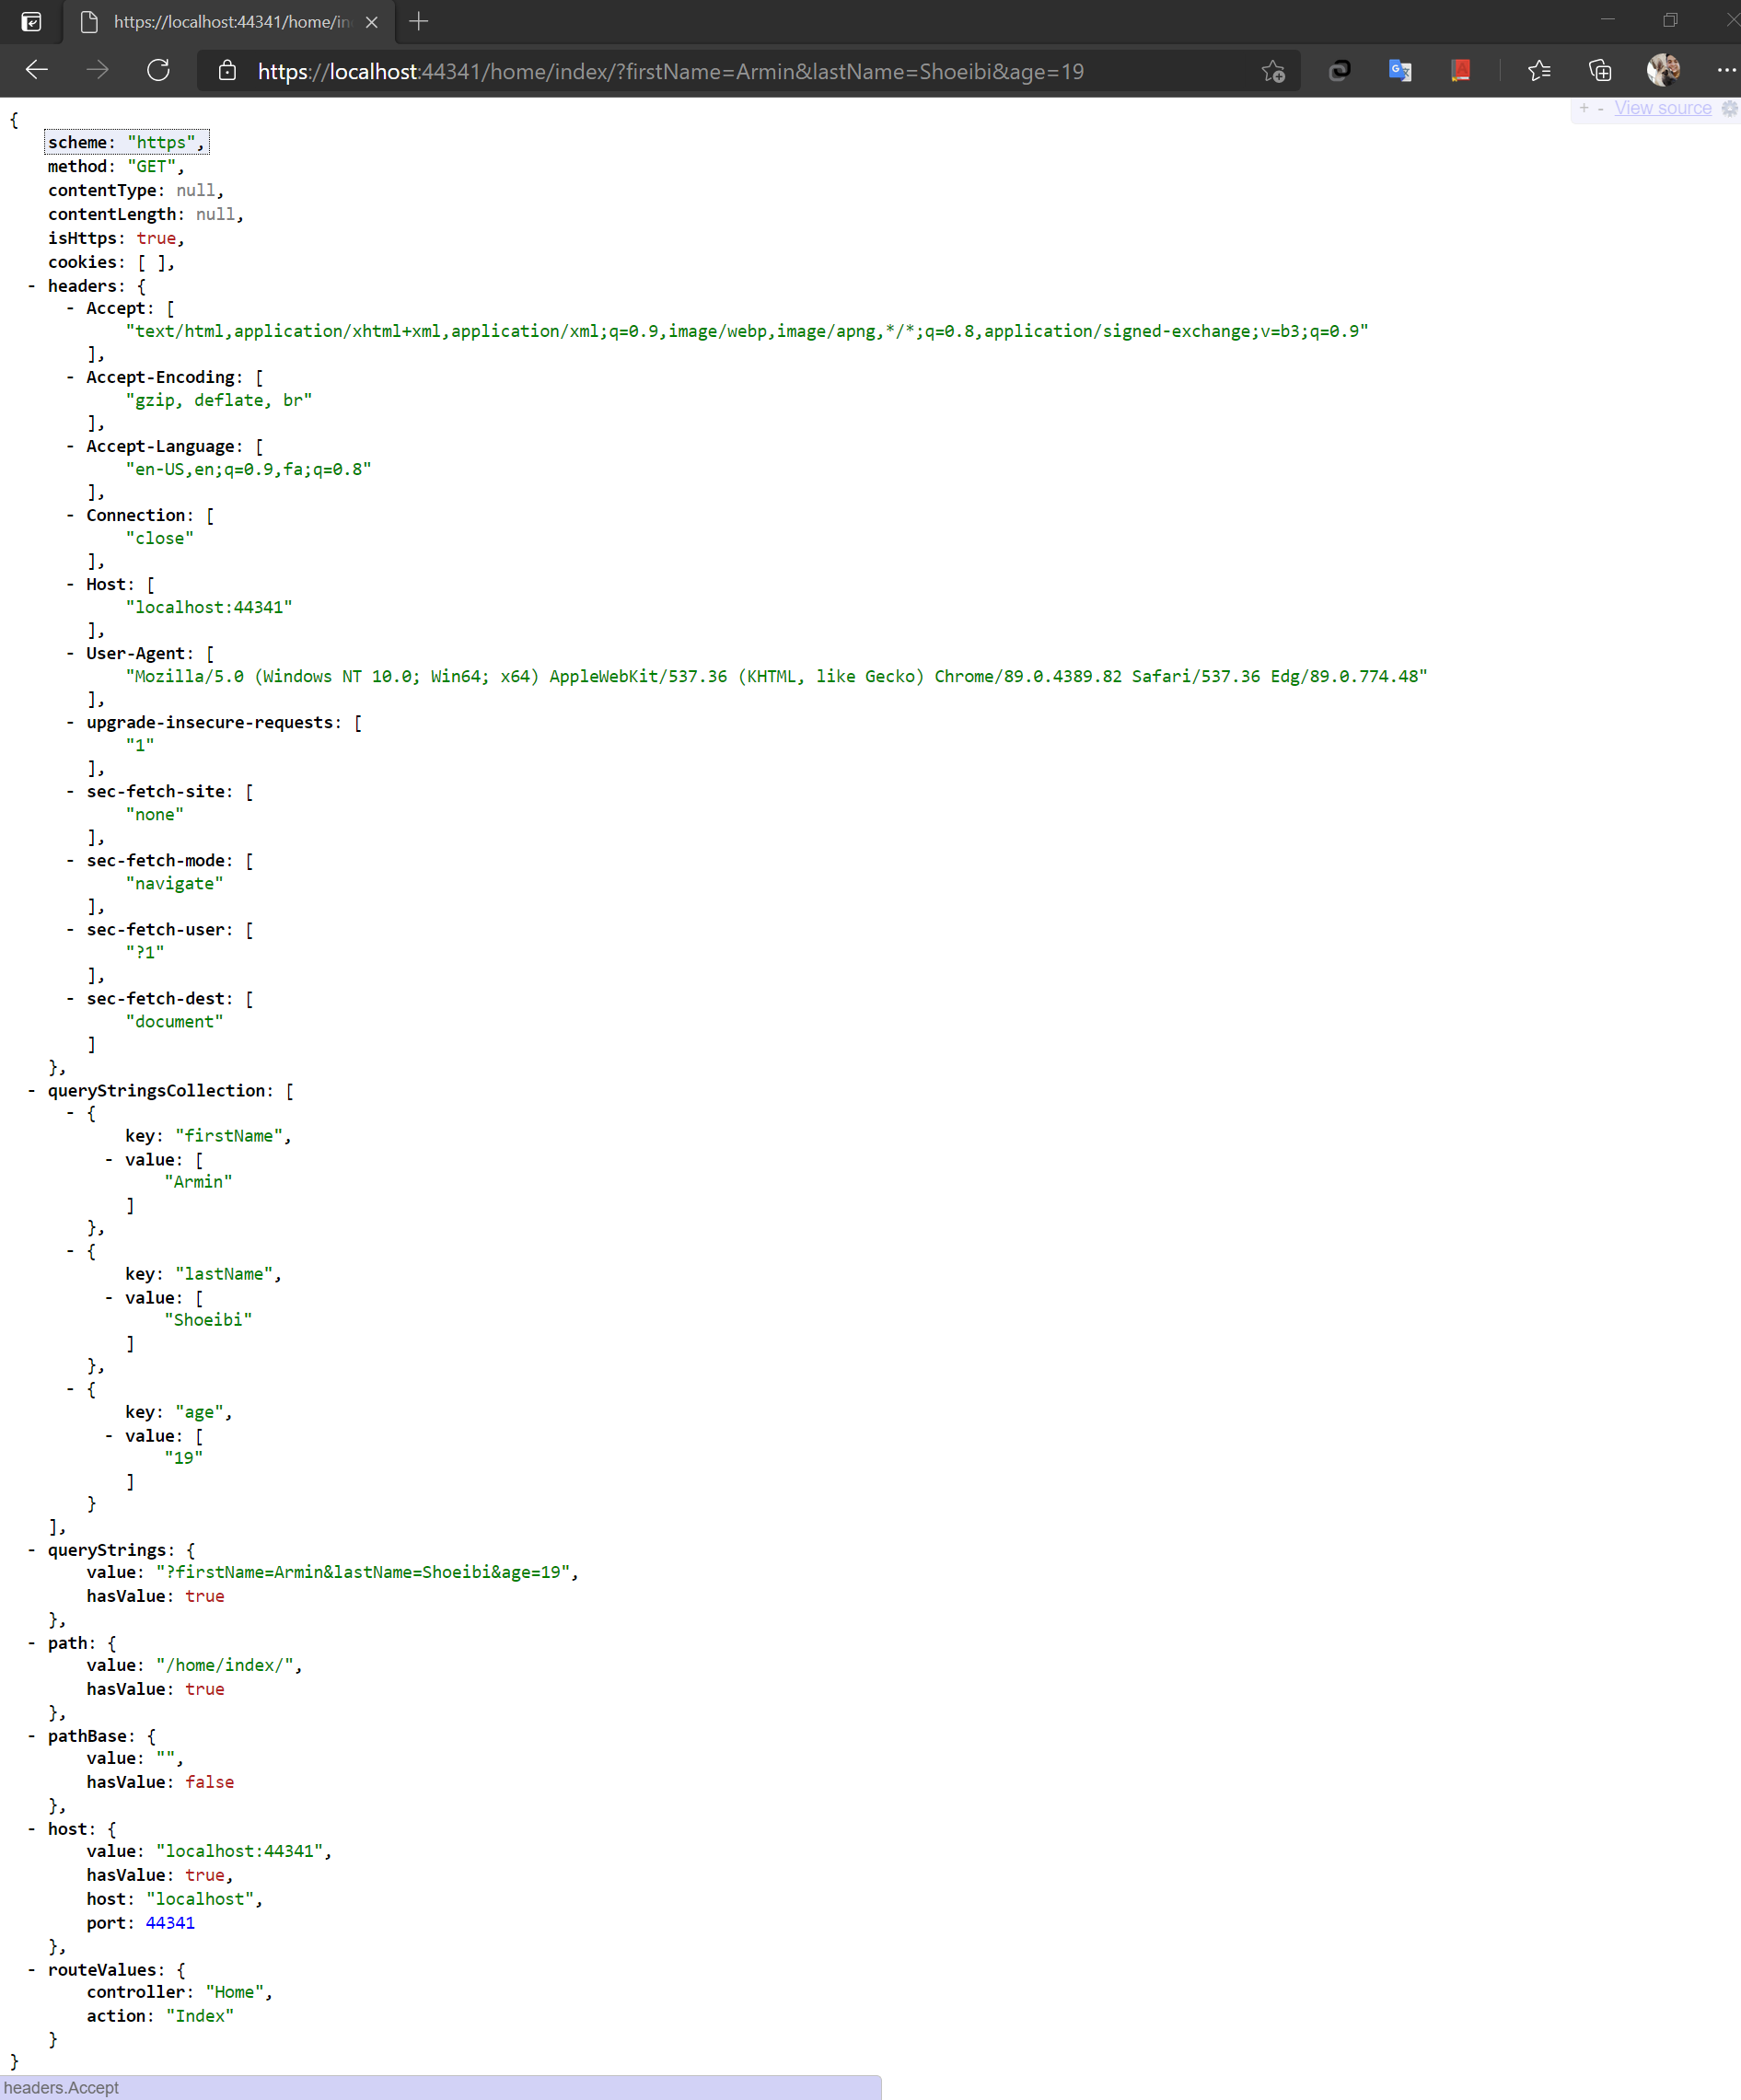 https://localhost:44341/home/in
https://localhost:44341/home/index/?firstName=Armin&lastName=Shoeibi&age=19
+ - View source
{
scheme: "https",
method: "GET",
contentType: null,
contentLength: null,
isHttps: true,
cookies: [ ],
- headers: {
- Accept: [
"text/html,application/xhtml+xml,application/xml;q=0.9,image/webp,image/apng,*/*;q=0.8,application/signed-exchange;v=b3;q=0.9"
],
- Accept-Encoding: [
"gzip, deflate, br"
],
- Accept-Language: [
"en-US,en;q=0.9,fa;q=0.8"
],
- Connection: [
"close"
],
- Host: [
"localhost:44341"
],
- User-Agent: [
"Mozilla/5.0 (Windows NT 10.0; Win64; x64) AppleWebKit/537.36 (KHTML, like Gecko) Chrome/89.0.4389.82 Safari/537.36 Edg/89.0.774.48"
],
- upgrade-insecure-requests: [
"1"
],
- sec-fetch-site: [
"none"
],
- sec-fetch-mode: [
"navigate"
],
- sec-fetch-user: [
"?1"
],
- sec-fetch-dest: [
"document"
]
},
- queryStringsCollection: [
- {
key: "firstName",
- value: [
"Armin"
]
},
- {
key: "lastName",
- value: [
"Shoeibi"
]
},
- {
key: "age",
- value: [
"19"
]
}
],
- queryStrings: {
value: "?firstName=Armin&lastName=Shoeibi&age=19",
hasValue: true
},
- path: {
value: "/home/index/",
hasValue: true
},
- pathBase: {
value: "",
hasValue: false
},
- host: {
value: "localhost:44341",
hasValue: true,
host: "localhost",
port: 44341
},
- routeValues: {
controller: "Home",
action: "Index"
}
}
headers.Accept